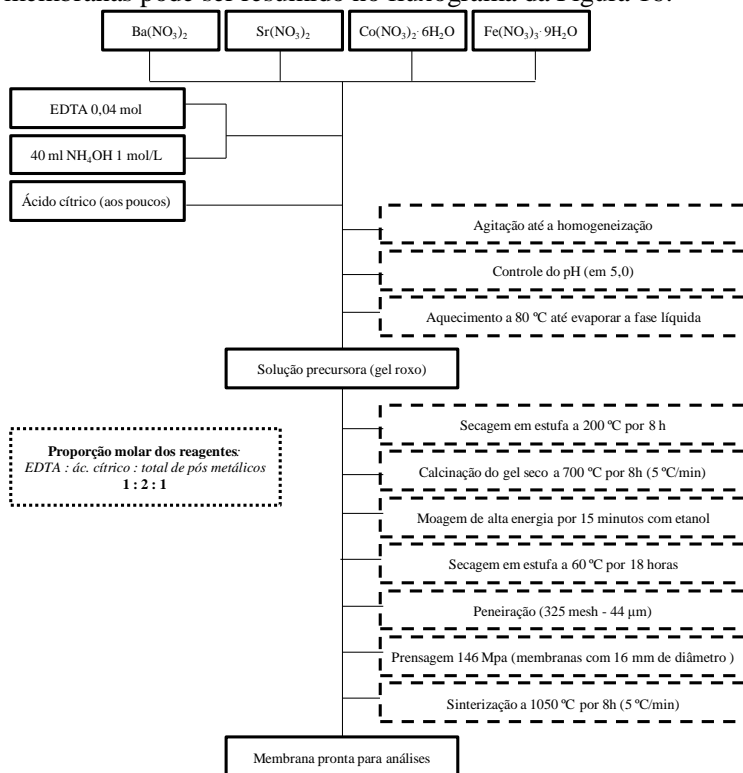 membranas pode ser resumido no fluxograma da Figura 16.
Ba(NO3)2
Sr(NO3)2
Co(NO3)2· 6H2O
Fe(NO3)3· 9H2O
EDTA 0,04 mol
40 ml NH4OH 1 mol/L
Ácido cítrico (aos poucos)
Agitação até a homogeneização
Controle do pH (em 5,0)
Aquecimento a 80 ºC até evaporar a fase líquida
Solução precursora (gel roxo)
Proporção molar dos reagentes:
EDTA : ác. cítrico : total de pós metálicos
1 : 2 : 1
Secagem em estufa a 200 ºC por 8 h
Calcinação do gel seco a 700 ºC por 8h (5 ºC/min)
Moagem de alta energia por 15 minutos com etanol
Secagem em estufa a 60 ºC por 18 horas
Peneiração (325 mesh - 44 µm)
Prensagem 146 Mpa (membranas com 16 mm de diâmetro )
Sinterização a 1050 ºC por 8h (5 ºC/min)
Membrana pronta para análises